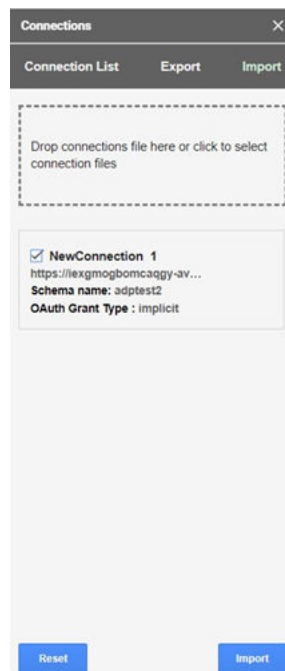 Connections ×
Connection List Export Import
Drop connections file here or click to select
connection files
NewConnection 1
https://iexgmogbomcaqgy-av...
Schema name: adptest2
OAuth Grant Type : implicit
Reset Import